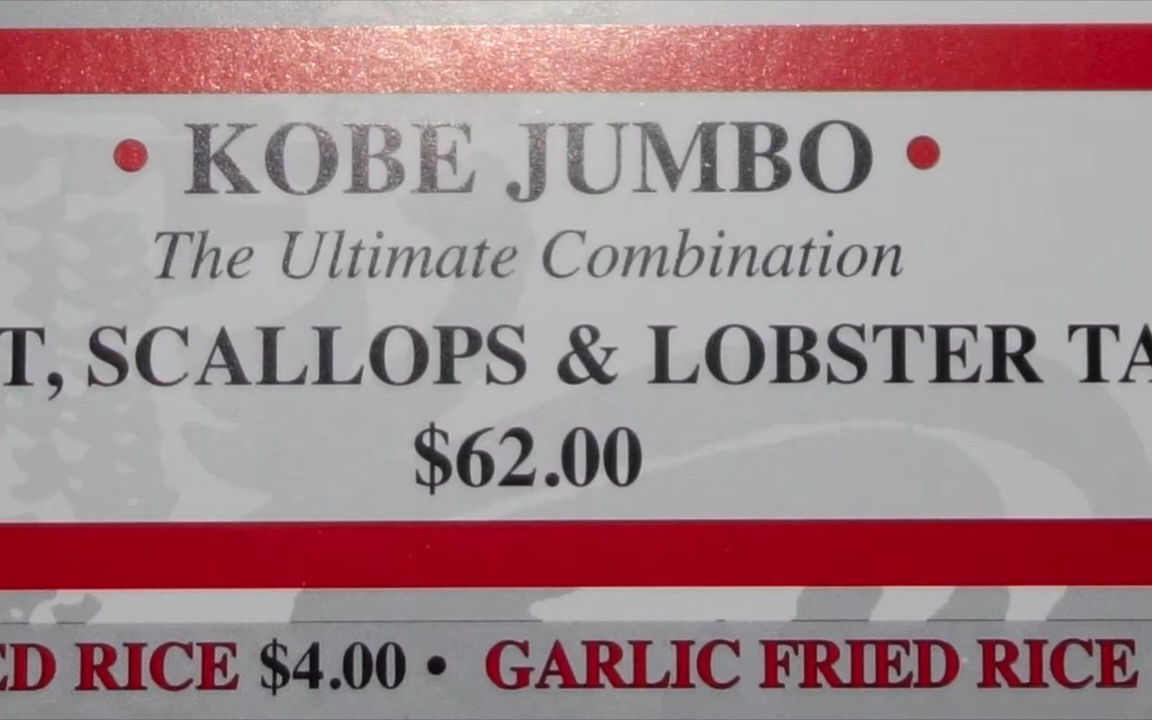 • KOBE JUMBO •
The Ultimate Combination
T, SCALLOPS & LOBSTER TA
$62.00
ED RICE $4.00 • GARLIC FRIED RICE